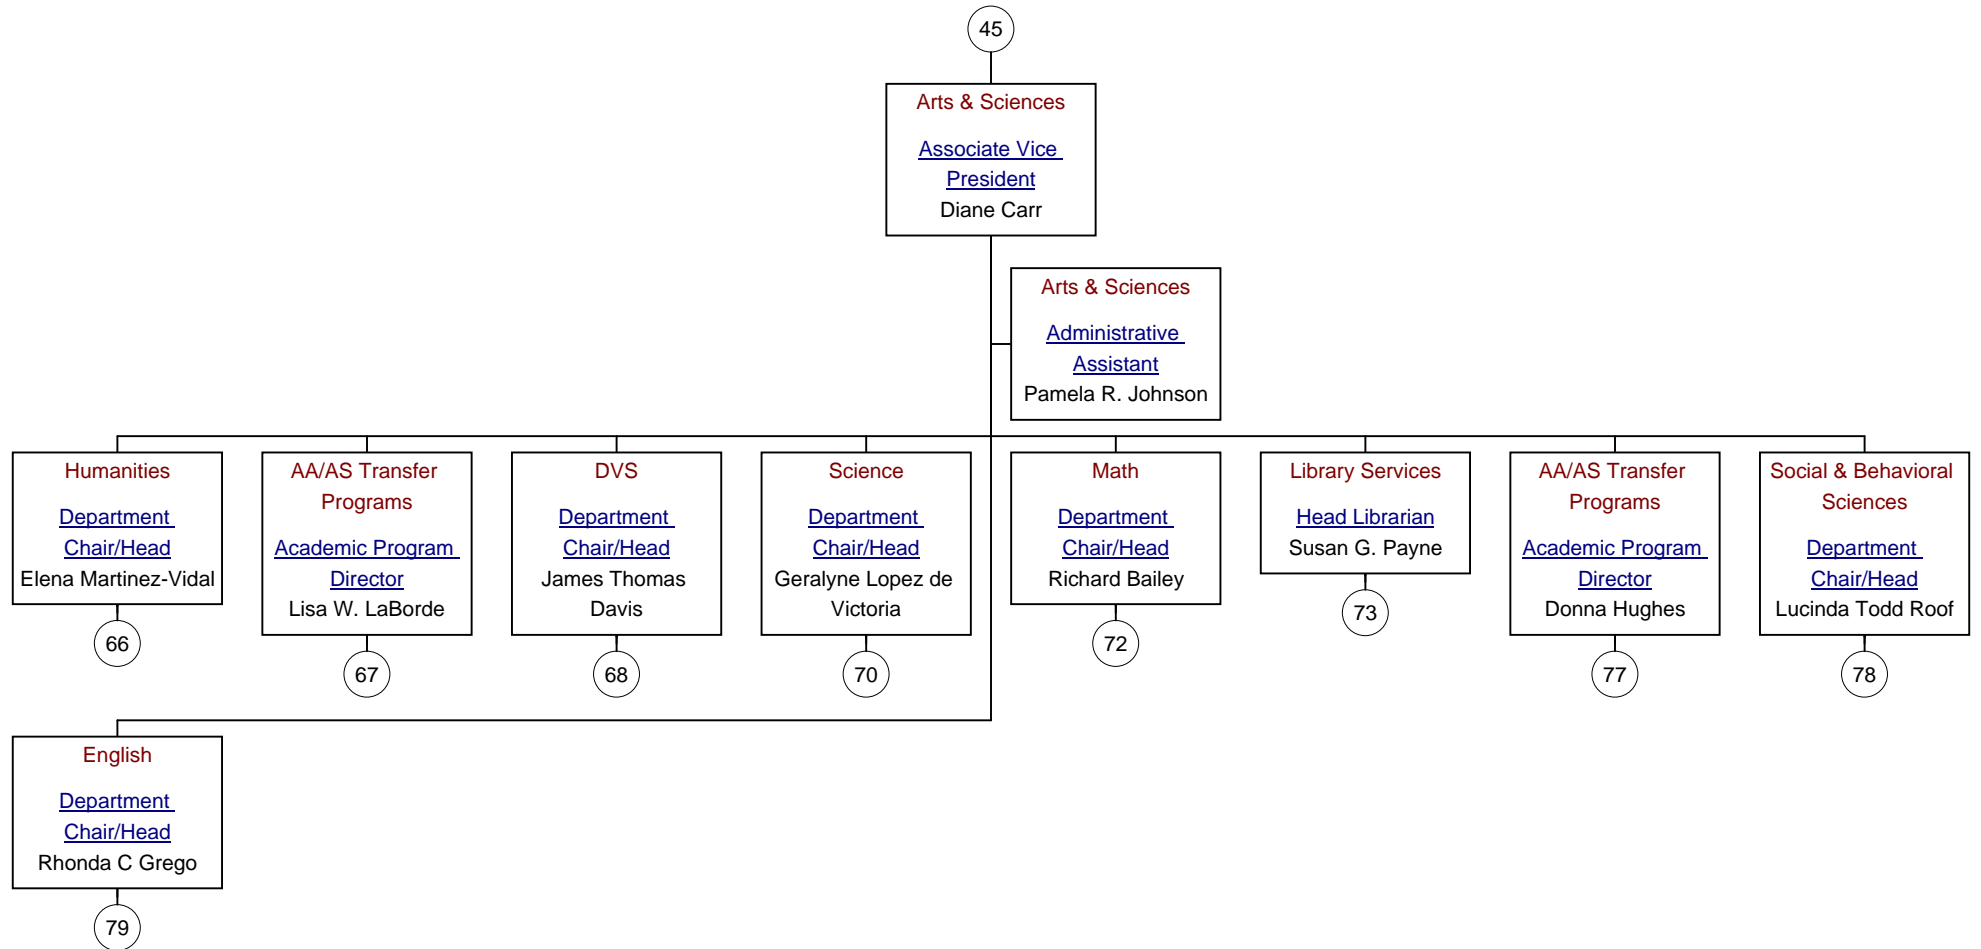 45
Arts & Sciences
Associate Vice
President
Diane Carr
Arts & Sciences
Administrative
Assistant
Pamela R. Johnson
Humanities
Department
Chair/Head
Elena Martinez-Vidal
66
AA/AS Transfer
Programs
Academic Program
Director
Lisa W. LaBorde
67
DVS
Department
Chair/Head
James Thomas
Davis
68
Science
Department
Chair/Head
Geralyne Lopez de
Victoria
70
Math
Department
Chair/Head
Richard Bailey
72
Library Services
Head Librarian
Susan G. Payne
73
AA/AS Transfer
Programs
Academic Program
Director
Donna Hughes
77
Social & Behavioral
Sciences
Department
Chair/Head
Lucinda Todd Roof
78
English
Department
Chair/Head
Rhonda C Grego
79